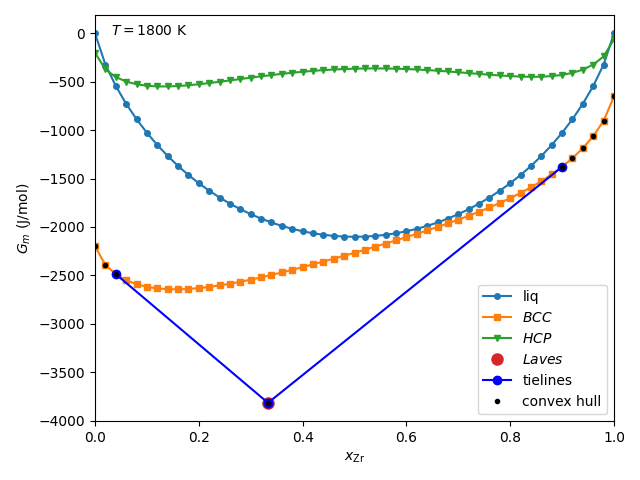 T = 1800 K
0
−500
−1000
−1500
−2000
−2500
−3000
−3500
−4000
G_m (J/mol)
0.0 0.2 0.4 0.6 0.8 1.0
x_Zr
liq
BCC
HCP
Laves
tielines
convex hull